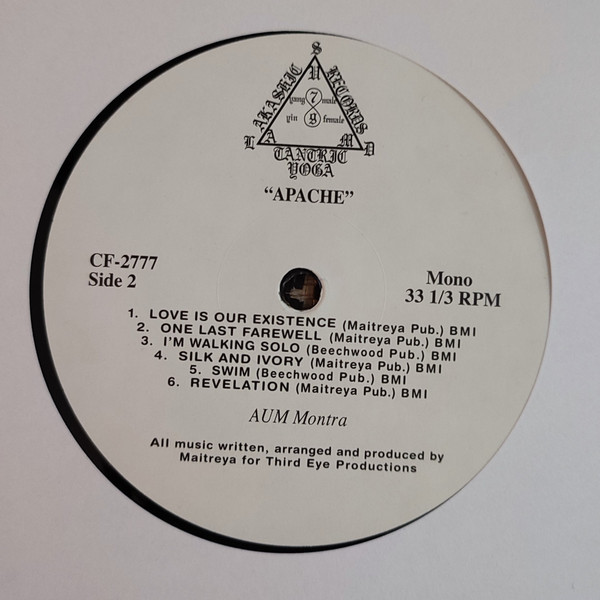 S
AKASHIC RECORDS
U
yang 7 male
yin 8 female
L A M D
TANTRIC
YOGA
“APACHE”
CF-2777
Side 2
Mono
33 1/3 RPM
1. LOVE IS OUR EXISTENCE (Maitreya Pub.) BMI
2. ONE LAST FAREWELL (Maitreya Pub.) BMI
3. I'M WALKING SOLO (Beechwood Pub.) BMI
4. SILK AND IVORY (Maitreya Pub.) BMI
5. SWIM (Beechwood Pub.) BMI
6. REVELATION (Maitreya Pub.) BMI
AUM Montra
All music written, arranged and produced by
Maitreya for Third Eye Productions